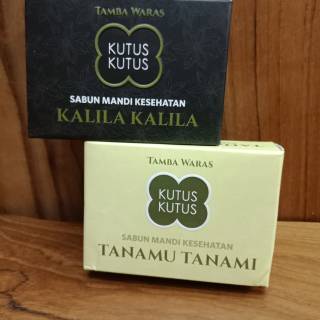 TAMBA WARAS
KUTUS
KUTUS
SABUN MANDI KESEHATAN
KALILA KALILA
TAMBA WARAS
KUTUS
KUTUS
SABUN MANDI KESEHATAN
TANAMU TANAMI